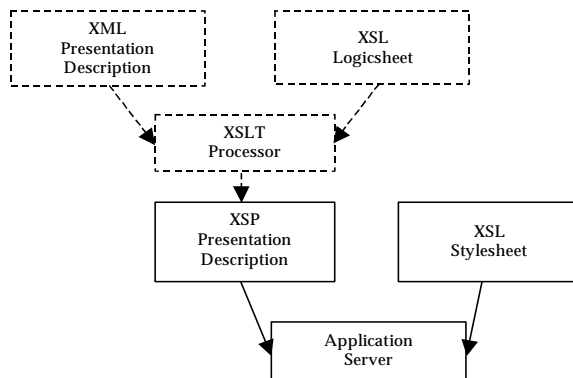 XML
Presentation
Description
XSL
Logicsheet
XSLT
Processor
XSP
Presentation
Description
XSL
Stylesheet
Application
Server